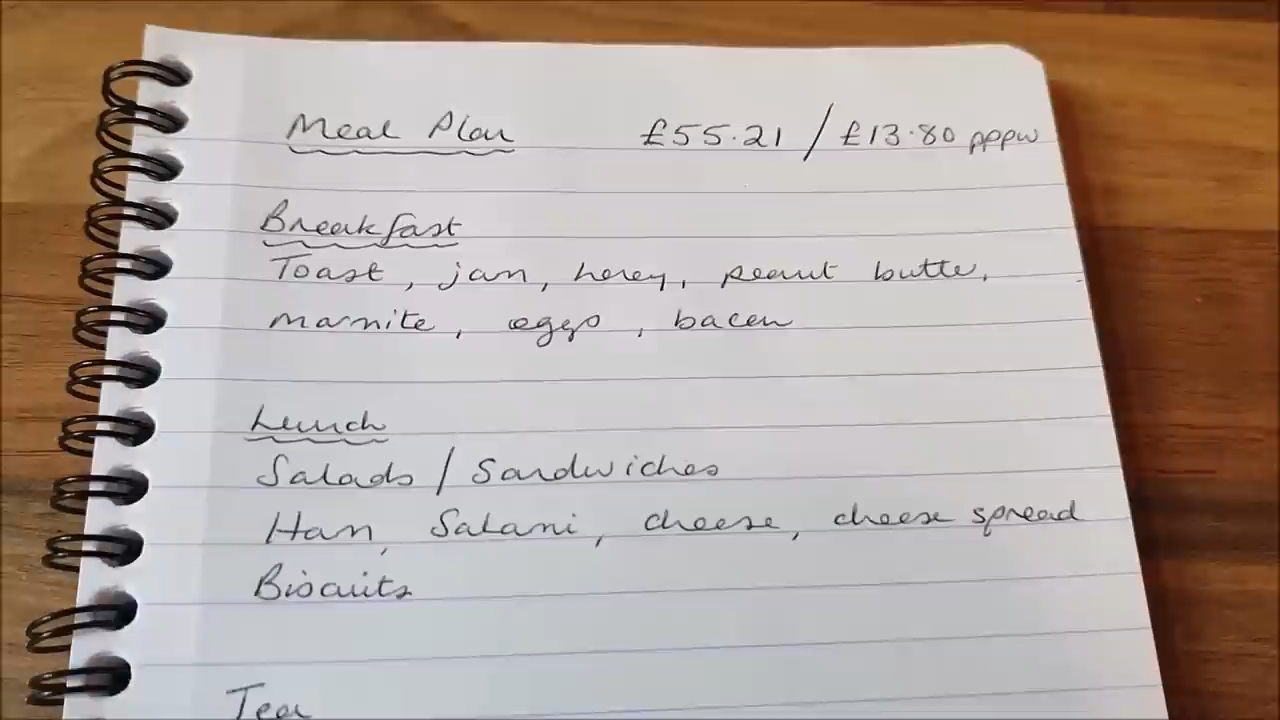 Meal Plan £55.21 / £13.80 pppw
Breakfast
Toast, jam, honey, peanut butter,
marmite, eggs, bacon
Lunch
Salads / Sandwiches
Ham, Salami, cheese, cheese spread
Biscuits
Tea